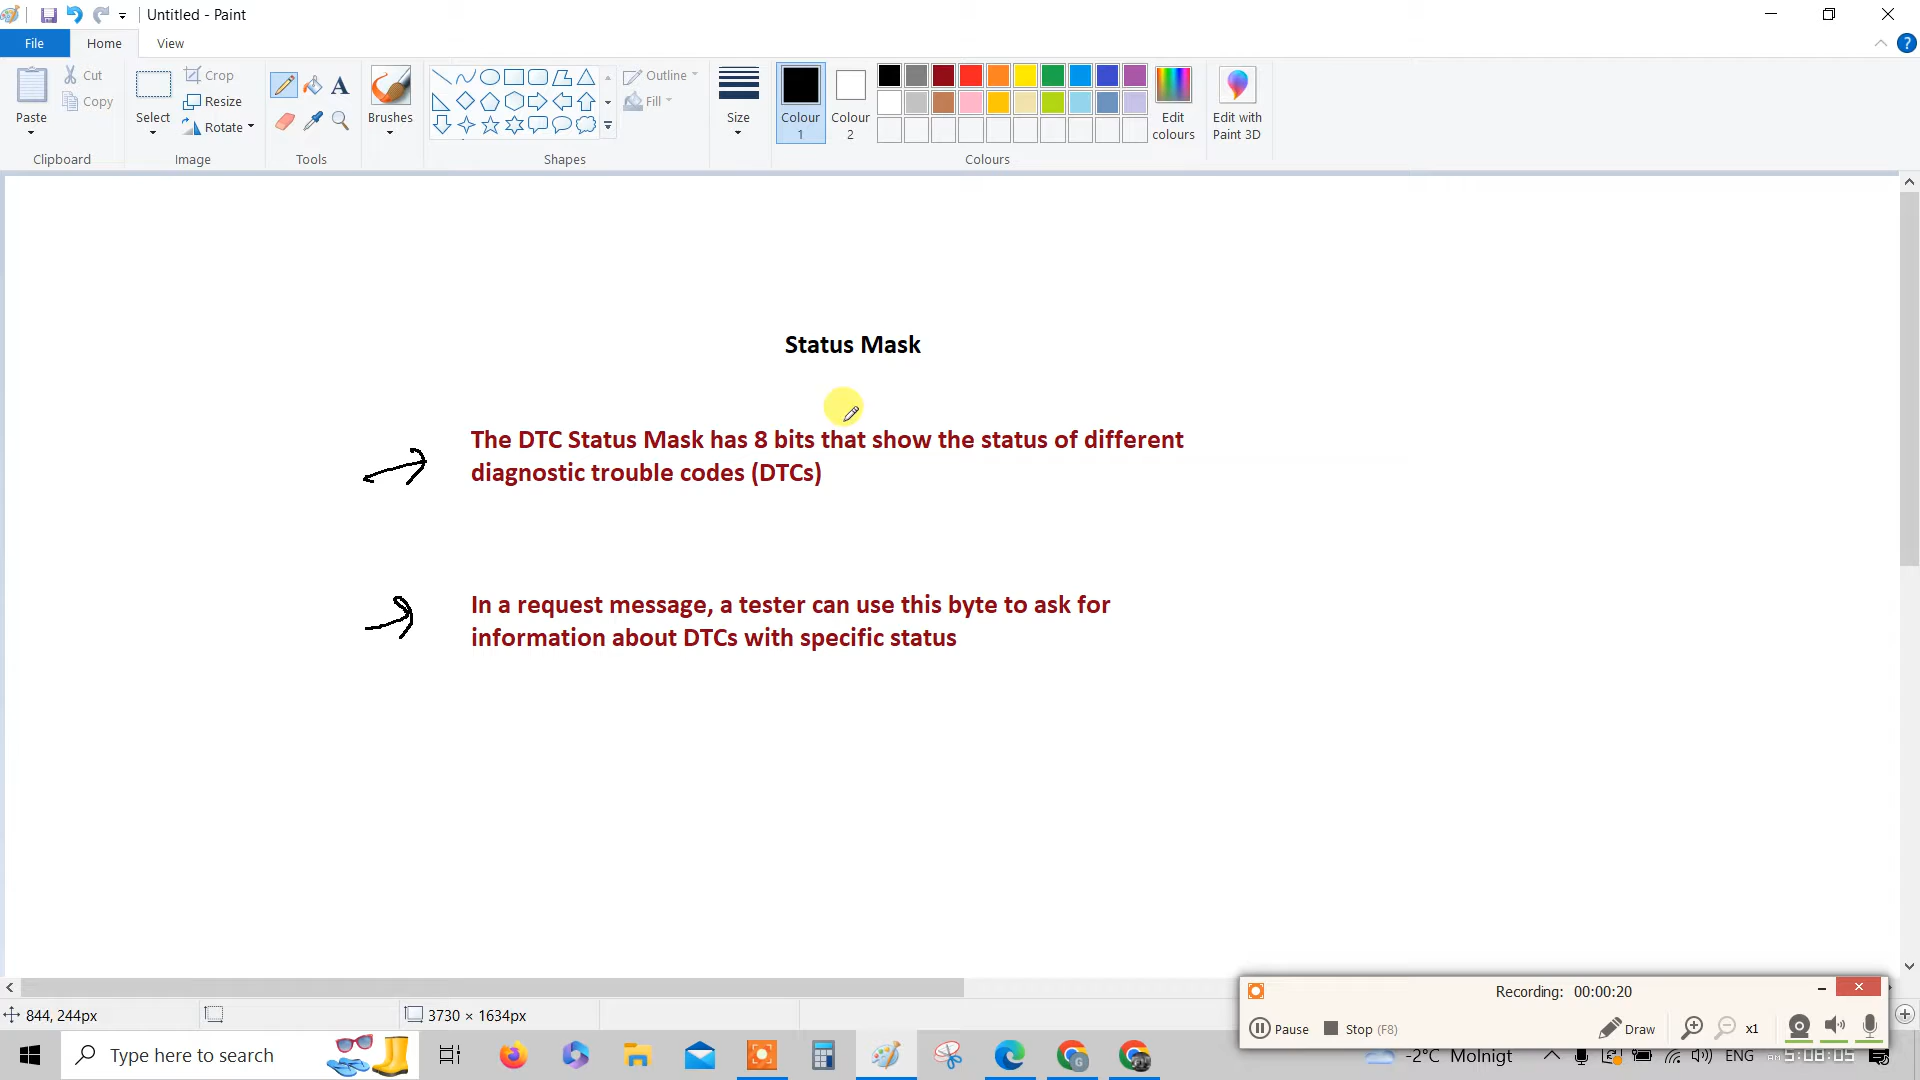 Untitled - Paint
File Home View
Cut
Copy
Paste
Clipboard
Crop
Resize
Rotate
Select
Image
Tools
Brushes
Outline
Fill
Shapes
Size
Colour 1
Colour 2
Edit colours
Colours
Edit with Paint 3D
Status Mask
The DTC Status Mask has 8 bits that show the status of different
diagnostic trouble codes (DTCs)
In a request message, a tester can use this byte to ask for
information about DTCs with specific status
844, 244px
3730 × 1634px
Recording: 00:00:20
Pause
Stop (F8)
Draw
x1
Type here to search
-2°C Molnigt
ENG
AM 5:08:05